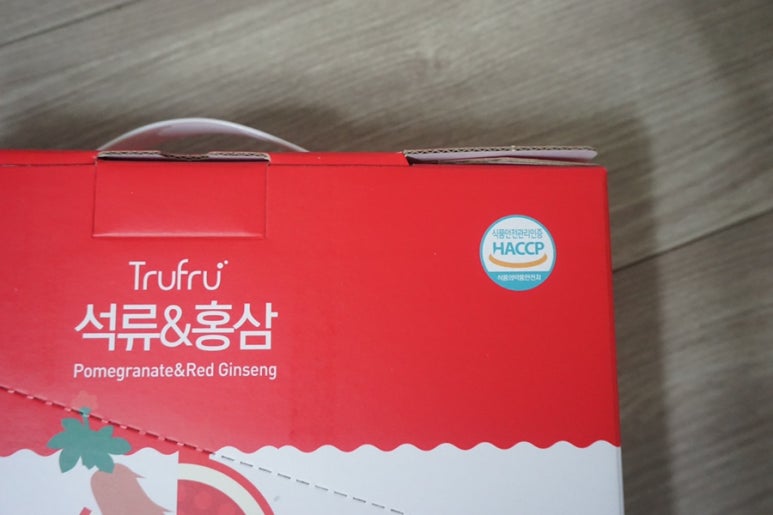 식품안전관리인증
HACCP
식품의약품안전처
Trufru
석류&홍삼
Pomegranate&Red Ginseng